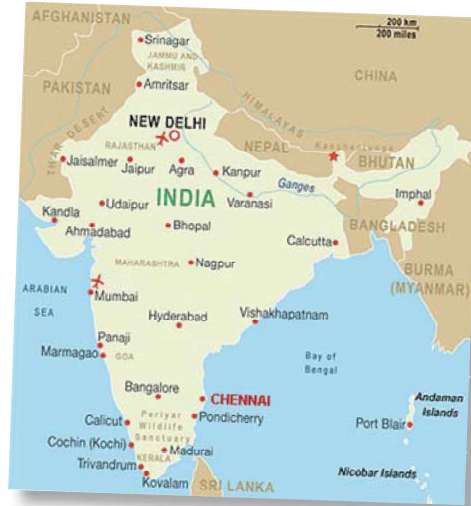 AFGHANISTAN
200 km
200 miles
Srinagar
JAMMU AND
KASHMIR
CHINA
PAKISTAN
Amritsar
HIMALAYAS
THAR DESERT
NEW DELHI
RAJASTHAN
NEPAL
Kanchenjunga
BHUTAN
Jaisalmer
Jaipur
Agra
Kanpur
Ganges
Varanasi
Imphal
INDIA
Kandla
Udaipur
Ahmadabad
Bhopal
Calcutta
BANGLADESH
MAHARASHTRA
Nagpur
BURMA
(MYANMAR)
ARABIAN
SEA
Mumbai
Hyderabad
Vishakhapatnam
Panaji
Marmagao
GOA
Bay of
Bengal
Bangalore
CHENNAI
Andaman
Islands
Calicut
Periyar
Wildlife
Sanctuary
Pondicherry
Port Blair
Cochin (Kochi)
Madurai
KERALA
Trivandrum
Kovalam
Nicobar Islands
SRI LANKA